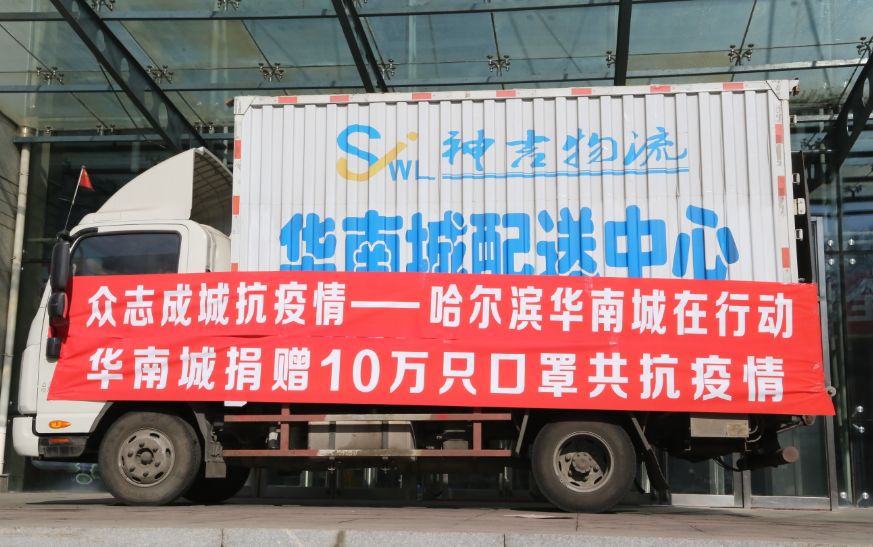 SJWL 神吉物流
华南城配送中心
众志成城抗疫情——哈尔滨华南城在行动
华南城捐赠10万只口罩共抗疫情